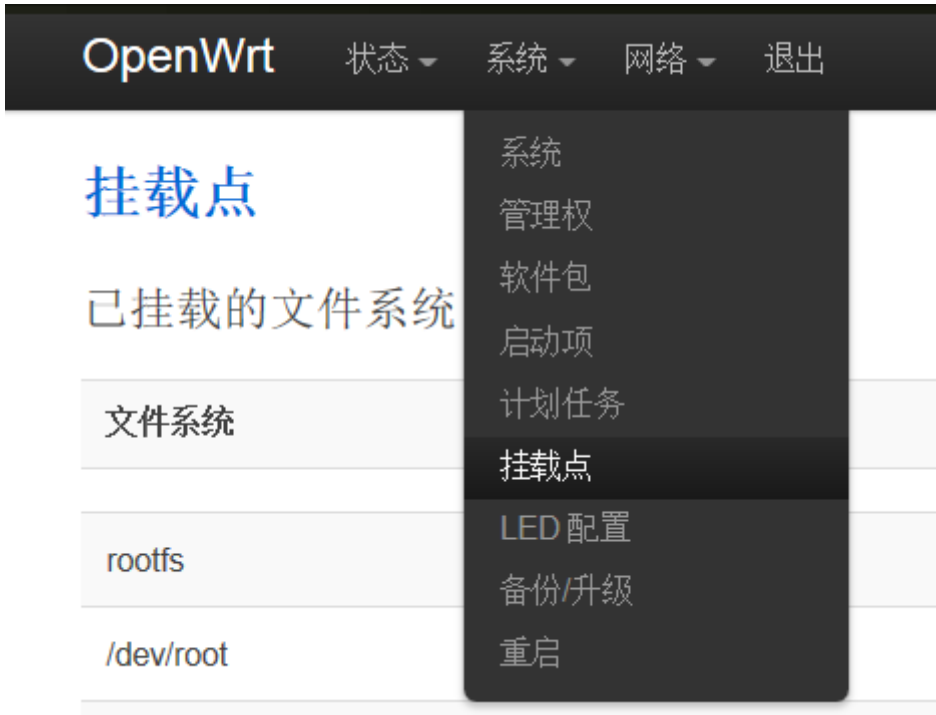 OpenWrt 状态 系统 网络 退出
系统
管理权
软件包
启动项
计划任务
挂载点
LED 配置
备份/升级
重启
挂载点
已挂载的文件系统
文件系统
rootfs
/dev/root